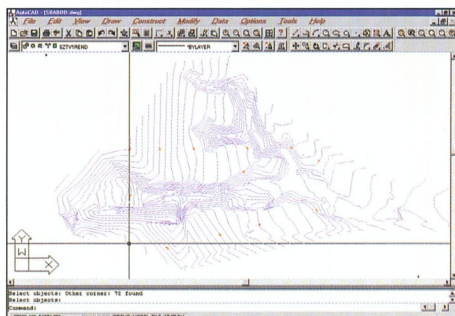 AutoCAD - [SRABOD.dwg]
File Edit View Draw Construct Modify Data Options Tools Help
EZTVIREND BYLAYER
Y
W
X
Select objects: Other corner: 72 found
Select objects:
Command: